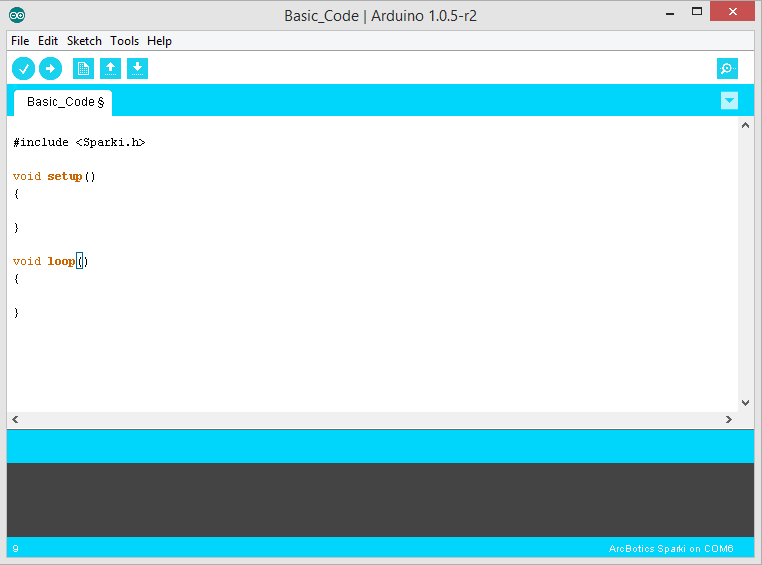 Basic_Code | Arduino 1.0.5-r2
File Edit Sketch Tools Help
Basic_Code §
#include <Sparki.h>
void setup()
{
}
void loop()
{
}
9 ArcBotics Sparki on COM6